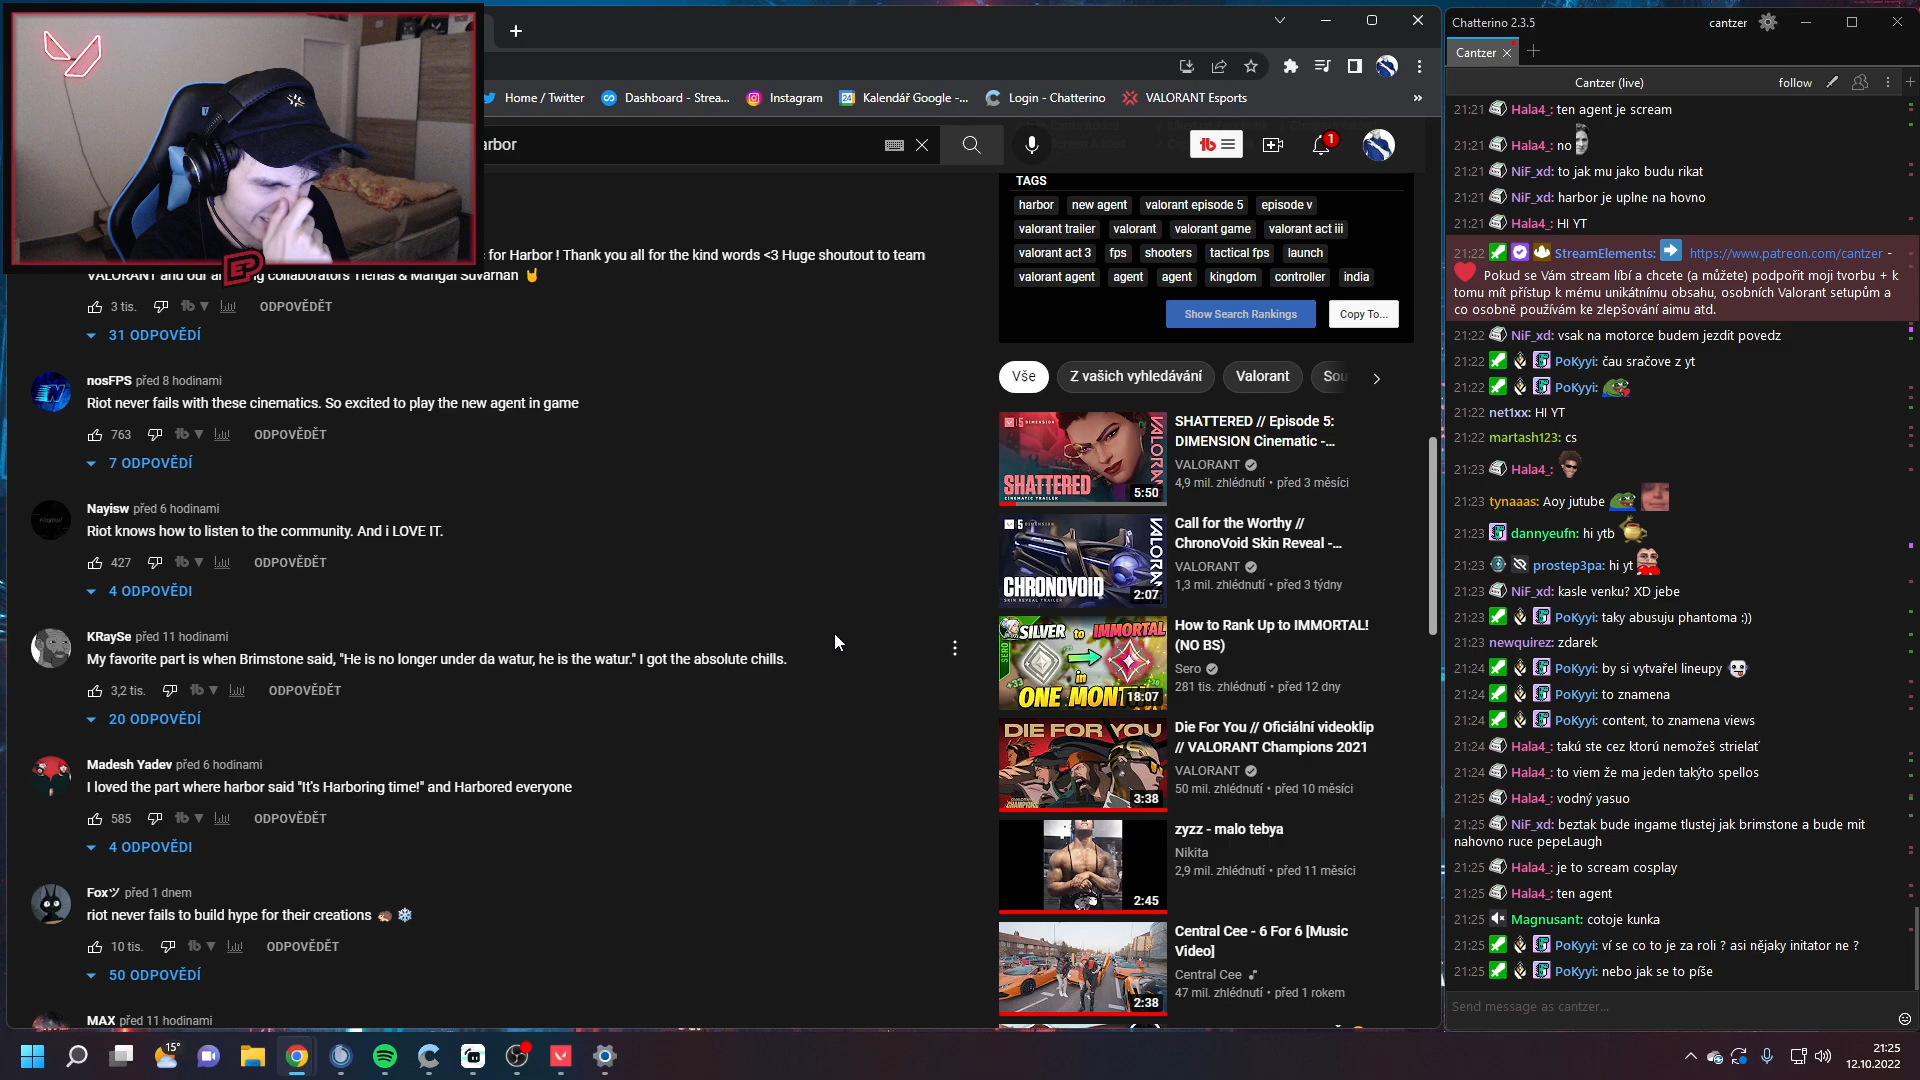 Home / Twitter
Dashboard - Strea...
Instagram
24 Kalendář Google -...
Login - Chatterino
VALORANT Esports
»
arbor
1
EP
for Harbor ! Thank you all for the kind words <3 Huge shoutout to team
3 tis.
ODPOVĚDĚT
31 ODPOVĚDÍ
nosFPS před 8 hodinami
Riot never fails with these cinematics. So excited to play the new agent in game
763
ODPOVĚDĚT
7 ODPOVĚDÍ
Nayisw před 6 hodinami
Riot knows how to listen to the community. And i LOVE IT.
427
ODPOVĚDĚT
4 ODPOVĚDI
KRaySe před 11 hodinami
My favorite part is when Brimstone said, "He is no longer under da watur, he is the watur." I got the absolute chills.
3,2 tis.
ODPOVĚDĚT
20 ODPOVĚDÍ
Madesh Yadev před 6 hodinami
I loved the part where harbor said "It's Harboring time!" and Harbored everyone
585
ODPOVĚDĚT
4 ODPOVĚDI
Foxツ před 1 dnem
riot never fails to build hype for their creations 🦔 ❄️
10 tis.
ODPOVĚDĚT
50 ODPOVĚDÍ
MAX před 11 hodinami
TAGS
harbor new agent valorant episode 5 episode v
valorant trailer valorant valorant game valorant act iii
valorant act 3 fps shooters tactical fps launch
valorant agent agent agent kingdom controller india
Show Search Rankings
Copy To...
Vše
Z vašich vyhledávání
Valorant
Sou
SHATTERED
5:50
SHATTERED // Episode 5:
DIMENSION Cinematic -...
VALORANT
4,9 mil. zhlédnutí • před 3 měsíci
CHRONOVOID
2:07
Call for the Worthy //
ChronoVoid Skin Reveal -...
VALORANT
1,3 mil. zhlédnutí • před 3 týdny
SERO
SILVER to IMMORTAL
in
ONE MONTH
18:07
How to Rank Up to IMMORTAL!
(NO BS)
Sero
281 tis. zhlédnutí • před 12 dny
DIE FOR YOU
3:38
Die For You // Oficiální videoklip
// VALORANT Champions 2021
VALORANT
50 mil. zhlédnutí • před 10 měsíci
2:45
zyzz - malo tebya
Nikita
2,9 mil. zhlédnutí • před 11 měsíci
2:38
Central Cee - 6 For 6 [Music
Video]
Central Cee
47 mil. zhlédnutí • před 1 rokem
Chatterino 2.3.5
cantzer
Cantzer
Cantzer (live)
follow
21:21 Hala4_: ten agent je scream
21:21 Hala4_: no
21:21 NiF_xd: to jak mu jako budu rikat
21:21 NiF_xd: harbor je uplne na hovno
21:21 Hala4_: HI YT
21:22 StreamElements: ➡️ https://www.patreon.com/cantzer -
❤️ Pokud se Vám stream líbí a chcete (a můžete) podpořit moji tvorbu + k
tomu mít přístup k mému unikátnímu obsahu, osobních Valorant setupům a
co osobně používám ke zlepšování aimu atd.
21:22 NiF_xd: vsak na motorce budem jezdit povedz
21:22 PoKyyi: čau sračove z yt
21:22 PoKyyi:
21:22 net1xx: HI YT
21:22 martash123: cs
21:23 Hala4_:
21:23 tynaaas: Aoy jutube
21:23 dannyeufn: hi ytb
21:23 prostep3pa: hi yt
21:23 NiF_xd: kasle venku? XD jebe
21:23 PoKyyi: taky abusuju phantoma :))
21:23 newquirez: zdarek
21:24 PoKyyi: by si vytvařel lineupy
21:24 PoKyyi: to znamena
21:24 PoKyyi: content, to znamena views
21:24 Hala4_: takú ste cez ktorú nemožeš strielať
21:24 Hala4_: to viem že ma jeden takýto spellos
21:25 Hala4_: vodný yasuo
21:25 NiF_xd: beztak bude ingame tlustej jak brimstone a bude mit
nahovno ruce pepeLaugh
21:25 Hala4_: je to scream cosplay
21:25 Hala4_: ten agent
21:25 Magnusant: cotoje kunka
21:25 PoKyyi: ví se co to je za roli ? asi nějaky initator ne ?
21:25 PoKyyi: nebo jak se to píše
Send message as cantzer...
15°
21:25
12.10.2022